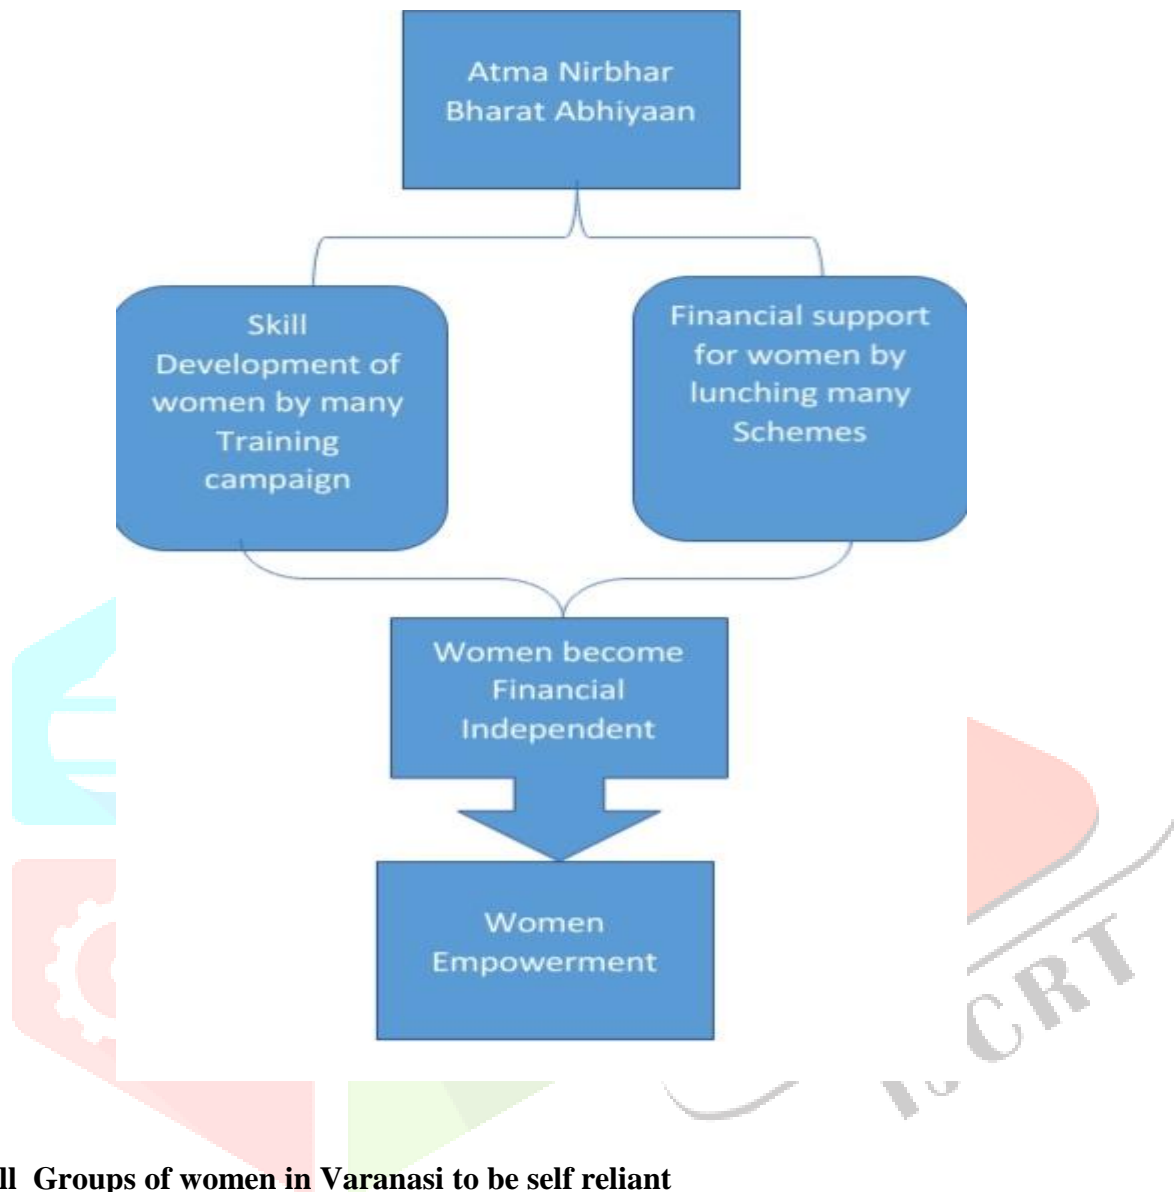 Atma Nirbhar
Bharat Abhiyaan
Skill
Development of
women by many
Training
campaign
Financial support
for women by
lunching many
Schemes
Women become
Financial
Independent
Women
Empowerment
IJCRT
ll Groups of women in Varanasi to be self reliant